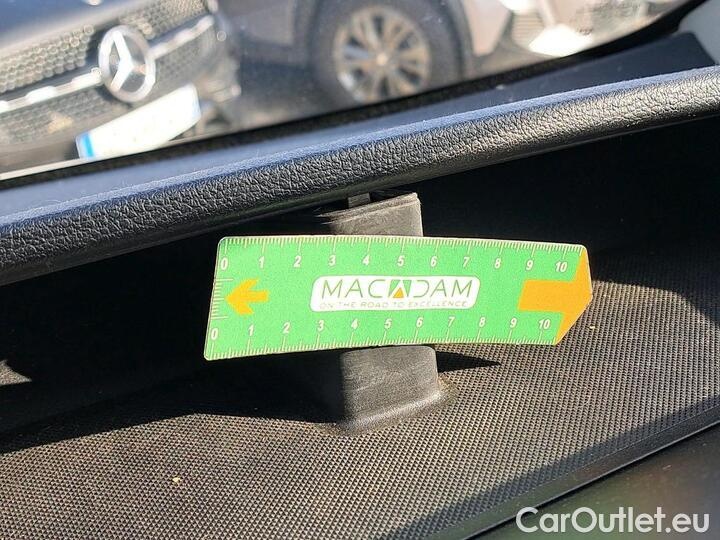 0 1 2 3 4 5 6 7 8 9 10
MACADAM
ON THE ROAD TO EXCELLENCE
0 1 2 3 4 5 6 7 8 9 10
CarOutlet.eu